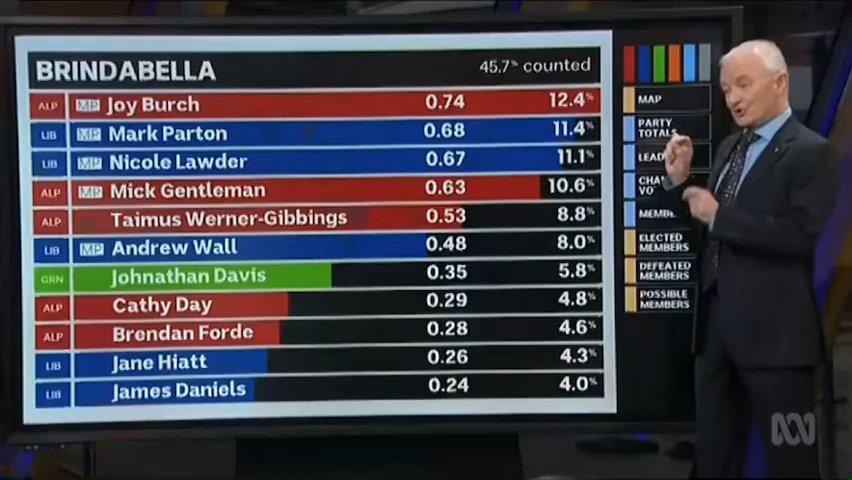 BRINDABELLA 45.7% counted
ALP MP Joy Burch 0.74 12.4%
LIB MP Mark Parton 0.68 11.4%
LIB MP Nicole Lawder 0.67 11.1%
ALP MP Mick Gentleman 0.63 10.6%
ALP Taimus Werner-Gibbings 0.53 8.8%
LIB MP Andrew Wall 0.48 8.0%
GRN Johnathan Davis 0.35 5.8%
ALP Cathy Day 0.29 4.8%
ALP Brendan Forde 0.28 4.6%
LIB Jane Hiatt 0.26 4.3%
LIB James Daniels 0.24 4.0%
MAP
PARTY
TOTALS
ELECTED
MEMBERS
DEFEATED
MEMBERS
POSSIBLE
MEMBERS
ABC